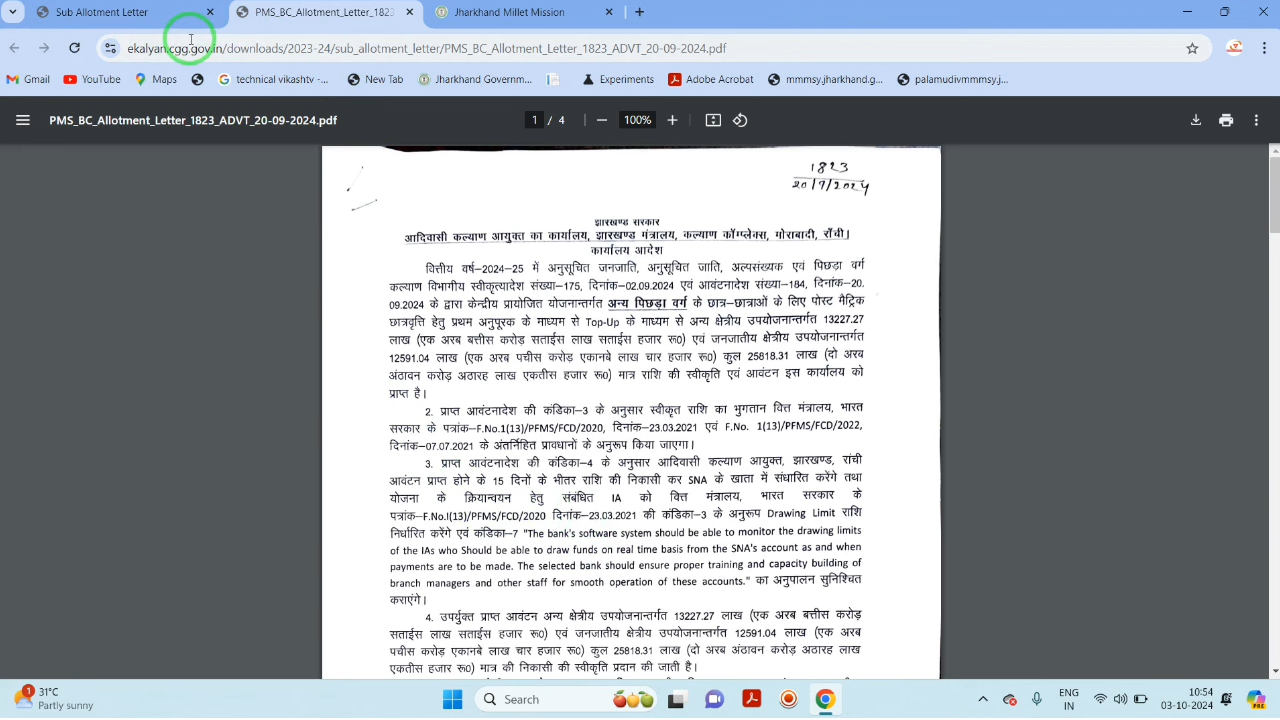 Sub Allotment Letter
PMS_BC_Allotment_Letter_1823
Jharkhand Millet Mission
ekalyan.cgg.gov.in/downloads/2023-24/sub_allotment_letter/PMS_BC_Allotment_Letter_1823_ADVT_20-09-2024.pdf
Gmail YouTube Maps technical vikashtv -... New Tab Jharkhand Governm... Experiments Adobe Acrobat mmmsy.jharkhand.g... palamudivmmmsy.j...
PMS_BC_Allotment_Letter_1823_ADVT_20-09-2024.pdf
1 / 4
100%
1823
20/7/2024
झारखण्ड सरकार
आदिवासी कल्याण आयुक्त का कार्यालय, झारखण्ड मंत्रालय, कल्याण कॉम्प्लेक्स, मोराबादी, राँची।
कार्यालय आदेश
वित्तीय वर्ष–2024–25 में अनुसूचित जनजाति, अनुसूचित जाति, अल्पसंख्यक एवं पिछड़ा वर्ग
कल्याण विभागीय स्वीकृत्यादेश संख्या–175, दिनांक–02.09.2024 एवं आवंटनादेश संख्या–184, दिनांक–20.
09.2024 के द्वारा केन्द्रीय प्रायोजित योजनान्तर्गत अन्य पिछड़ा वर्ग के छात्र–छात्राओं के लिए पोस्ट मैट्रिक
छात्रवृत्ति हेतु प्रथम अनुपूरक के माध्यम से Top-Up के माध्यम से अन्य क्षेत्रीय उपयोजनान्तर्गत 13227.27
लाख (एक अरब बत्तीस करोड़ सताईस लाख सताईस हजार रू0) एवं जनजातीय क्षेत्रीय उपयोजनान्तर्गत
12591.04 लाख (एक अरब पचीस करोड़ एकानबे लाख चार हजार रू0) कुल 25818.31 लाख (दो अरब
अंठावन करोड़ अठारह लाख एकतीस हजार रू0) मात्र राशि की स्वीकृति एवं आवंटन इस कार्यालय को
प्राप्त है।
2. प्राप्त आवंटनादेश की कंडिका–3 के अनुसार स्वीकृत राशि का भुगतान वित्त मंत्रालय, भारत
सरकार के पत्रांक–F.No.1(13)/PFMS/FCD/2020, दिनांक–23.03.2021 एवं F.No. 1(13)/PFMS/FCD/2022,
दिनांक–07.07.2021 के अंतर्निहित प्रावधानों के अनुरूप किया जाएगा।
3. प्राप्त आवंटनादेश की कंडिका–4 के अनुसार आदिवासी कल्याण आयुक्त, झारखण्ड, रांची
आवंटन प्राप्त होने के 15 दिनों के भीतर राशि की निकासी कर SNA के खाता में संधारित करेंगे तथा
योजना के क्रियान्वयन हेतु संबंधित IA को वित्त मंत्रालय, भारत सरकार के
पत्रांक–F.No.I(13)/PFMS/FCD/2020 दिनांक–23.03.2021 की कंडिका–3 के अनुरूप Drawing Limit राशि
निर्धारित करेंगे एवं कंडिका–7 "The bank's software system should be able to monitor the drawing limits
of the IAs who Should be able to draw funds on real time basis from the SNA's account as and when
payments are to be made. The selected bank should ensure proper training and capacity building of
branch managers and other staff for smooth operation of these accounts." का अनुपालन सुनिश्चित
कराएंगे।
4. उपर्युक्त प्राप्त आवंटन अन्य क्षेत्रीय उपयोजनान्तर्गत 13227.27 लाख (एक अरब बत्तीस करोड़
सताईस लाख सताईस हजार रू0) एवं जनजातीय क्षेत्रीय उपयोजनान्तर्गत 12591.04 लाख (एक अरब
पचीस करोड़ एकानबे लाख चार हजार रू0) कुल 25818.31 लाख (दो अरब अंठावन करोड़ अठारह लाख
एकतीस हजार रू0) मात्र की निकासी की स्वीकृति प्रदान की जाती है।
31°C
Partly sunny
Search
ENG
IN
10:54
03-10-2024